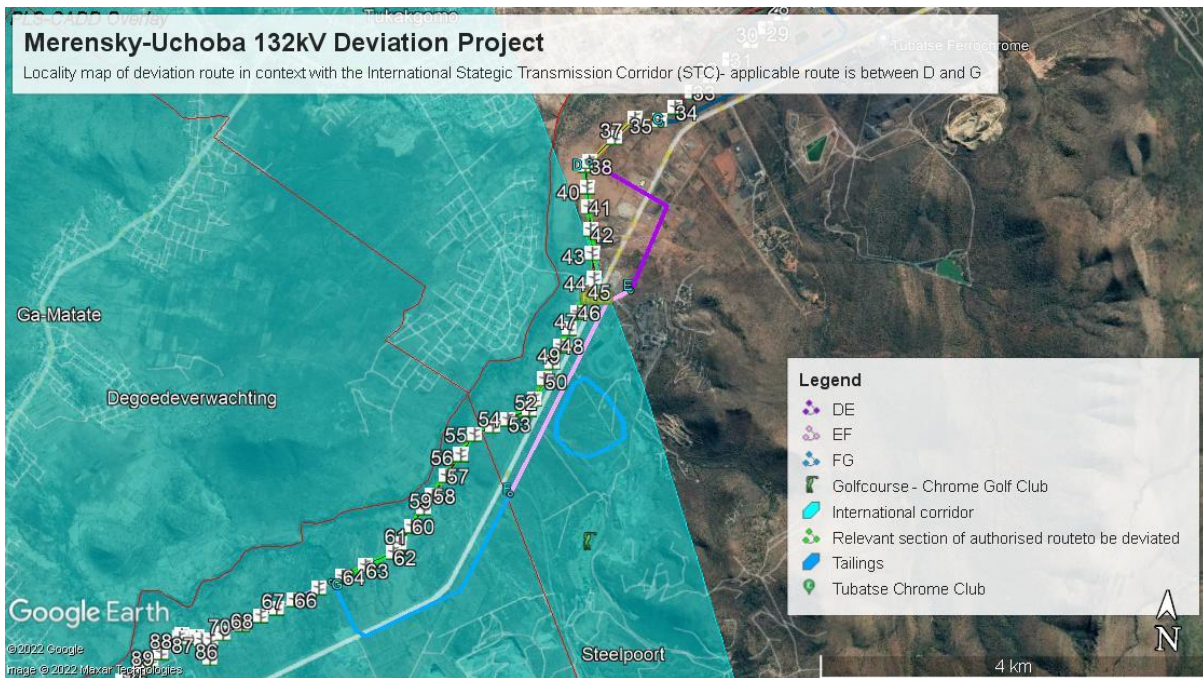 PLS-CADD Overlay
Tukakgomo
Merensky-Uchoba 132kV Deviation Project
Locality map of deviation route in context with the International Stategic Transmission Corridor (STC)- applicable route is between D and G
28
30 29
31
Tubatse Ferrochrome
33
34
C
35
37
D
38
40
41
42
43
44
E
45
46
47
48
49
50
52
53
54
55
56
57
58
59
60
61
62
63
64
66
67
68
70
88
87
86
89
F
G
Ga-Matate
Degoedeverwachting
Steelpoort
Legend
DE
EF
FG
Golfcourse - Chrome Golf Club
International corridor
Relevant section of authorised routeto be deviated
Tailings
Tubatse Chrome Club
N
4 km
Google Earth
©2022 Google
Image © 2022 Maxar Technologies